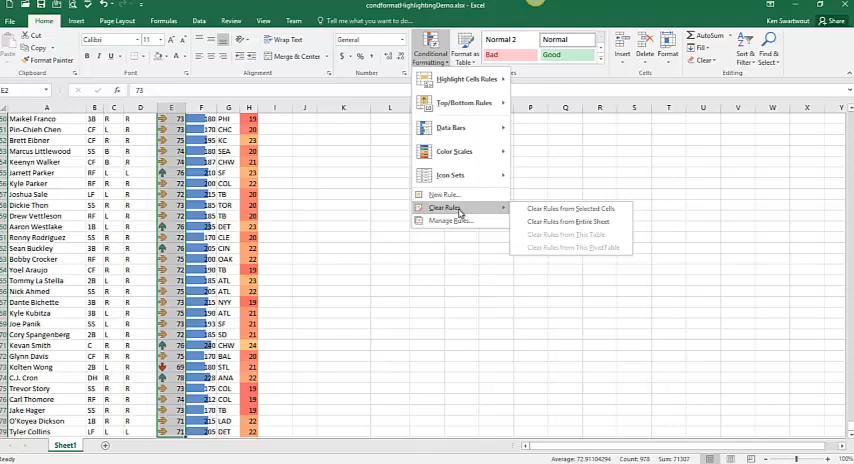 condformatHighlightingDemo.xlsx - Excel
File Home Insert Page Layout Formulas Data Review View Team Tell me what you want to do... Ken Swartwout Share
Cut
Copy
Format Painter
Clipboard
Calibri 11
B I U
Font
Wrap Text
Merge & Center
Alignment
$ % ,
Number
Conditional Formatting
Format as Table
Normal 2 Normal
Bad Good
Insert Delete Format
Cells
AutoSum
Fill
Clear
Sort & Filter
Find & Select
Editing
E2 fx 73
A B C D E F G H I J K L P Q R S T U V W X Y
Maikel Franco 3B R R 73 180 PHI 19
Pin-Chieh Chen CF L R 73 170 CHC 20
Brett Eibner CF R R 75 195 KC 23
Marcus Littlewood SS R R 74 180 SEA 20
Keenyn Walker CF R R 74 187 CHW 21
Jarrett Parker RF L L 76 210 SF 23
Kyle Parker RF R R 72 200 COL 22
Joshua Sale LF L R 72 215 TB 20
Dickie Thon SS R R 73 185 TOR 20
Drew Vettleson RF L R 73 185 TB 20
Aaron Westlake 1B L R 76 235 DET 23
Ronny Rodriguez SS R R 72 170 CLE 20
Sean Buckley 3B R R 76 205 CIN 22
Bobby Crocker RF R R 75 200 OAK 22
Yoel Araujo CF R R 72 190 TB 19
Tommy La Stella 2B L R 71 185 ATL 23
Nick Ahmed SS R R 75 205 ATL 22
Dante Bichette 3B R R 73 215 NYY 19
Kyle Kubitza 3B L R 75 210 ATL 21
Joe Panik SS L R 73 193 SF 21
Cory Spangenberg 2B L R 72 185 SD 21
Kevan Smith C R R 76 240 CHW 24
Glynn Davis CF R R 75 170 BAL 20
Kolten Wong 2B L R 69 180 STL 21
C.J. Cron DH R R 78 228 ANA 22
Trevor Story SS R R 73 175 COL
Carl Thomore RF R R 74 212 COL
Jake Hager SS R R 73 170 TB 19
O'Koyea Dickson 1B R R 71 215 LAD 22
Tyler Collins LF L L 71 205 DET 22
Highlight Cells Rules
Top/Bottom Rules
Data Bars
Color Scales
Icon Sets
New Rule...
Clear Rules
Manage Rules...
Clear Rules from Selected Cells
Clear Rules from Entire Sheet
Clear Rules from This Table
Clear Rules from This PivotTable
Sheet1
Average: 72.91104294 Count: 978 Sum: 71307 100%